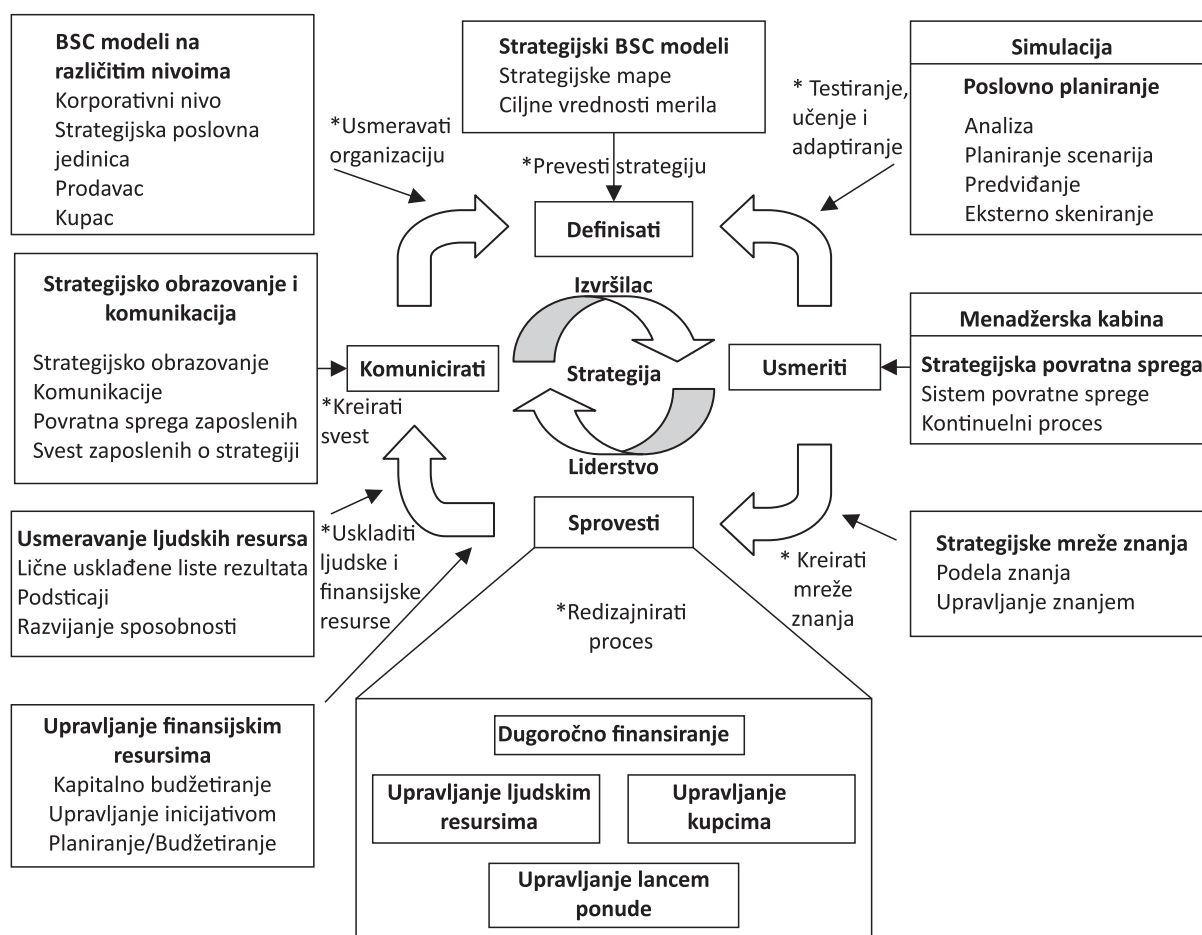 BSC modeli na
različitim nivoima
Korporativni nivo
Strategijska poslovna
jedinica
Prodavac
Kupac
*Usmeravati
organizaciju
Strategijski BSC modeli
Strategijske mape
Ciljne vrednosti merila
*Prevesti strategiju
* Testiranje,
učenje i
adaptiranje
Simulacija
Poslovno planiranje
Analiza
Planiranje scenarija
Predviđanje
Eksterno skeniranje
Definisati
Strategijsko obrazovanje i
komunikacija
Strategijsko obrazovanje
Komunikacije
Povratna sprega zaposlenih
Svest zaposlenih o strategiji
Komunicirati
*Kreirati
svest
Izvršilac
Strategija
Liderstvo
Usmeriti
Menadžerska kabina
Strategijska povratna sprega
Sistem povratne sprege
Kontinuelni proces
Usmeravanje ljudskih resursa
Lične usklađene liste rezultata
Podsticaji
Razvijanje sposobnosti
*Uskladiti
ljudske i
finansijske
resurse
Sprovesti
*Redizajnirati
proces
* Kreirati
mreže
znanja
Strategijske mreže znanja
Podela znanja
Upravljanje znanjem
Upravljanje finansijskim
resursima
Kapitalno budžetiranje
Upravljanje inicijativom
Planiranje/Budžetiranje
Dugoročno finansiranje
Upravljanje ljudskim
resursima
Upravljanje
kupcima
Upravljanje lancem
ponude